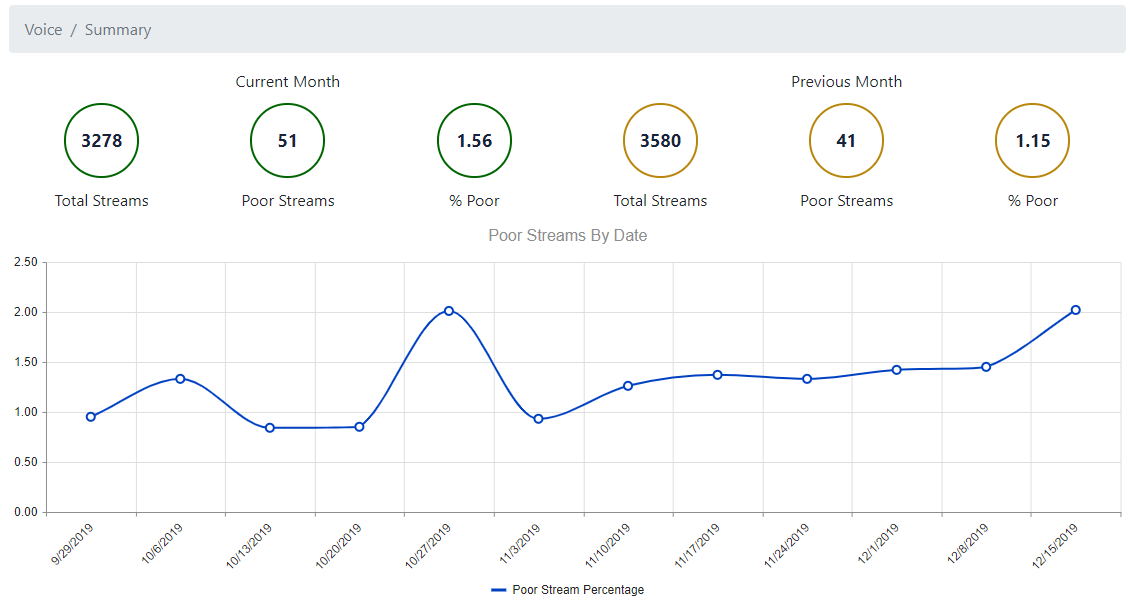 Voice / Summary
Current Month
Previous Month
3278
51
1.56
3580
41
1.15
Total Streams
Poor Streams
% Poor
Total Streams
Poor Streams
% Poor
Poor Streams By Date
2.50
2.00
1.50
1.00
0.50
0.00
9/29/2019
10/6/2019
10/13/2019
10/20/2019
10/27/2019
11/3/2019
11/10/2019
11/17/2019
11/24/2019
12/1/2019
12/8/2019
12/15/2019
Poor Stream Percentage